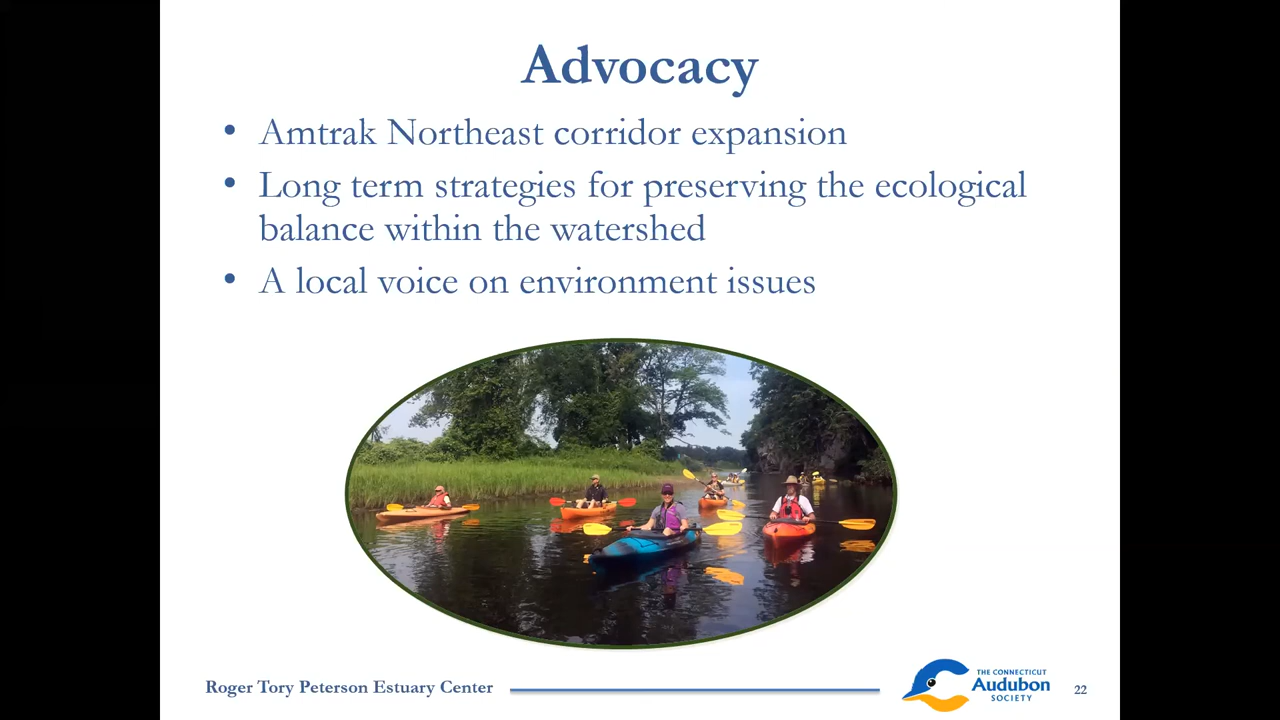 Advocacy
• Amtrak Northeast corridor expansion
• Long term strategies for preserving the ecological
balance within the watershed
• A local voice on environment issues
Roger Tory Peterson Estuary Center
THE CONNECTICUT
Audubon
SOCIETY
22